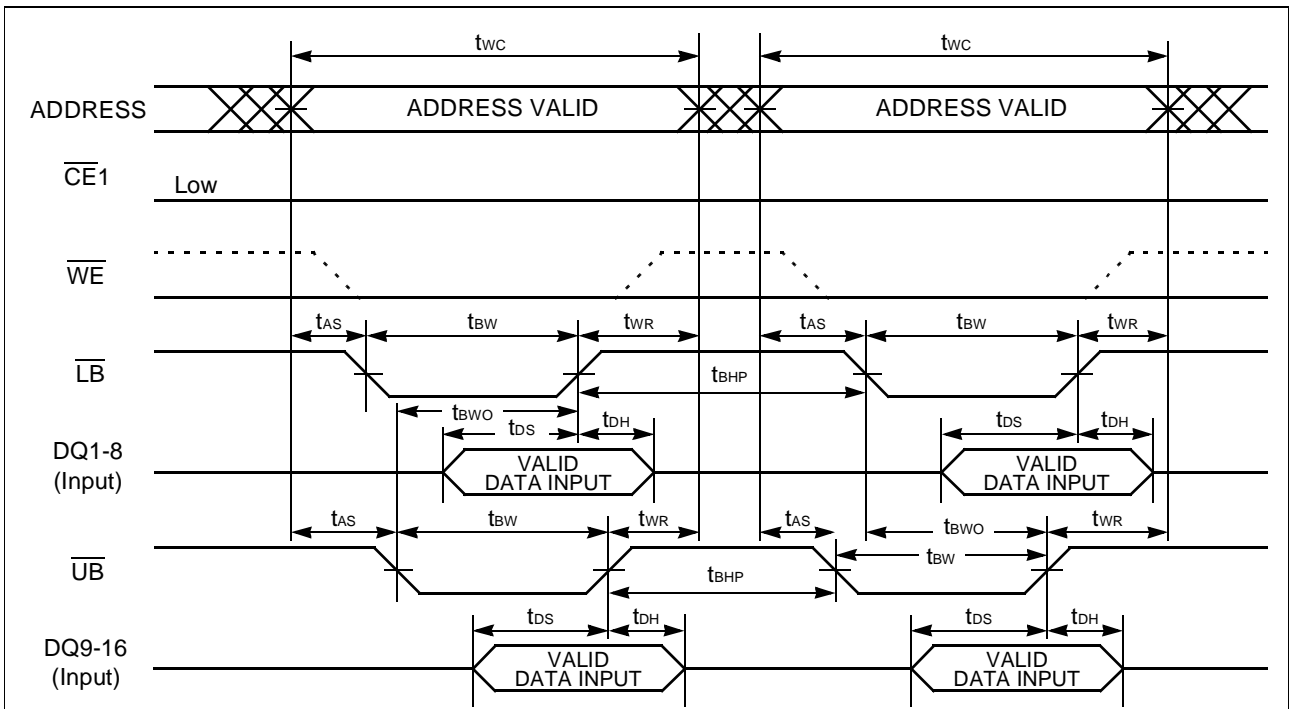 tWC tWC
ADDRESS ADDRESS VALID ADDRESS VALID
CE1 Low
WE
tAS tBW tWR tAS tBW tWR
LB
tBHP
tBWO
tDS tDH tDS tDH
DQ1-8
(Input)
VALID
DATA INPUT
VALID
DATA INPUT
tAS tBW tWR tAS tBWO tWR
UB
tBW
tBHP
tDS tDH tDS tDH
DQ9-16
(Input)
VALID
DATA INPUT
VALID
DATA INPUT